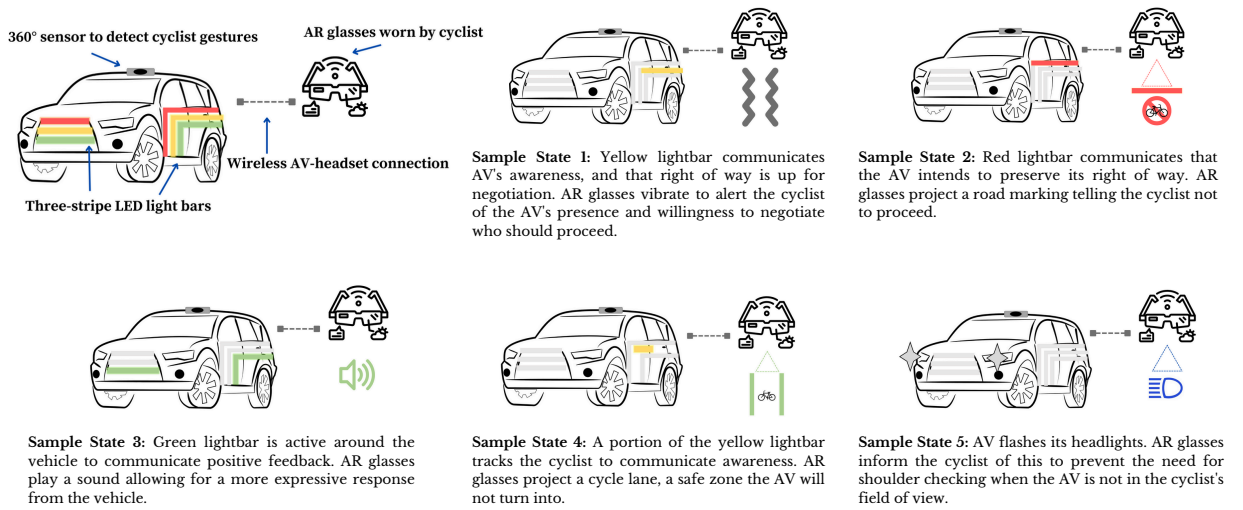 360° sensor to detect cyclist gestures
AR glasses worn by cyclist
Wireless AV-headset connection
Three-stripe LED light bars
Sample State 1: Yellow lightbar communicates
AV's awareness, and that right of way is up for
negotiation. AR glasses vibrate to alert the cyclist
of the AV's presence and willingness to negotiate
who should proceed.
Sample State 2: Red lightbar communicates that
the AV intends to preserve its right of way. AR
glasses project a road marking telling the cyclist not
to proceed.
Sample State 3: Green lightbar is active around the
vehicle to communicate positive feedback. AR glasses
play a sound allowing for a more expressive response
from the vehicle.
Sample State 4: A portion of the yellow lightbar
tracks the cyclist to communicate awareness. AR
glasses project a cycle lane, a safe zone the AV will
not turn into.
Sample State 5: AV flashes its headlights. AR glasses
inform the cyclist of this to prevent the need for
shoulder checking when the AV is not in the cyclist's
field of view.